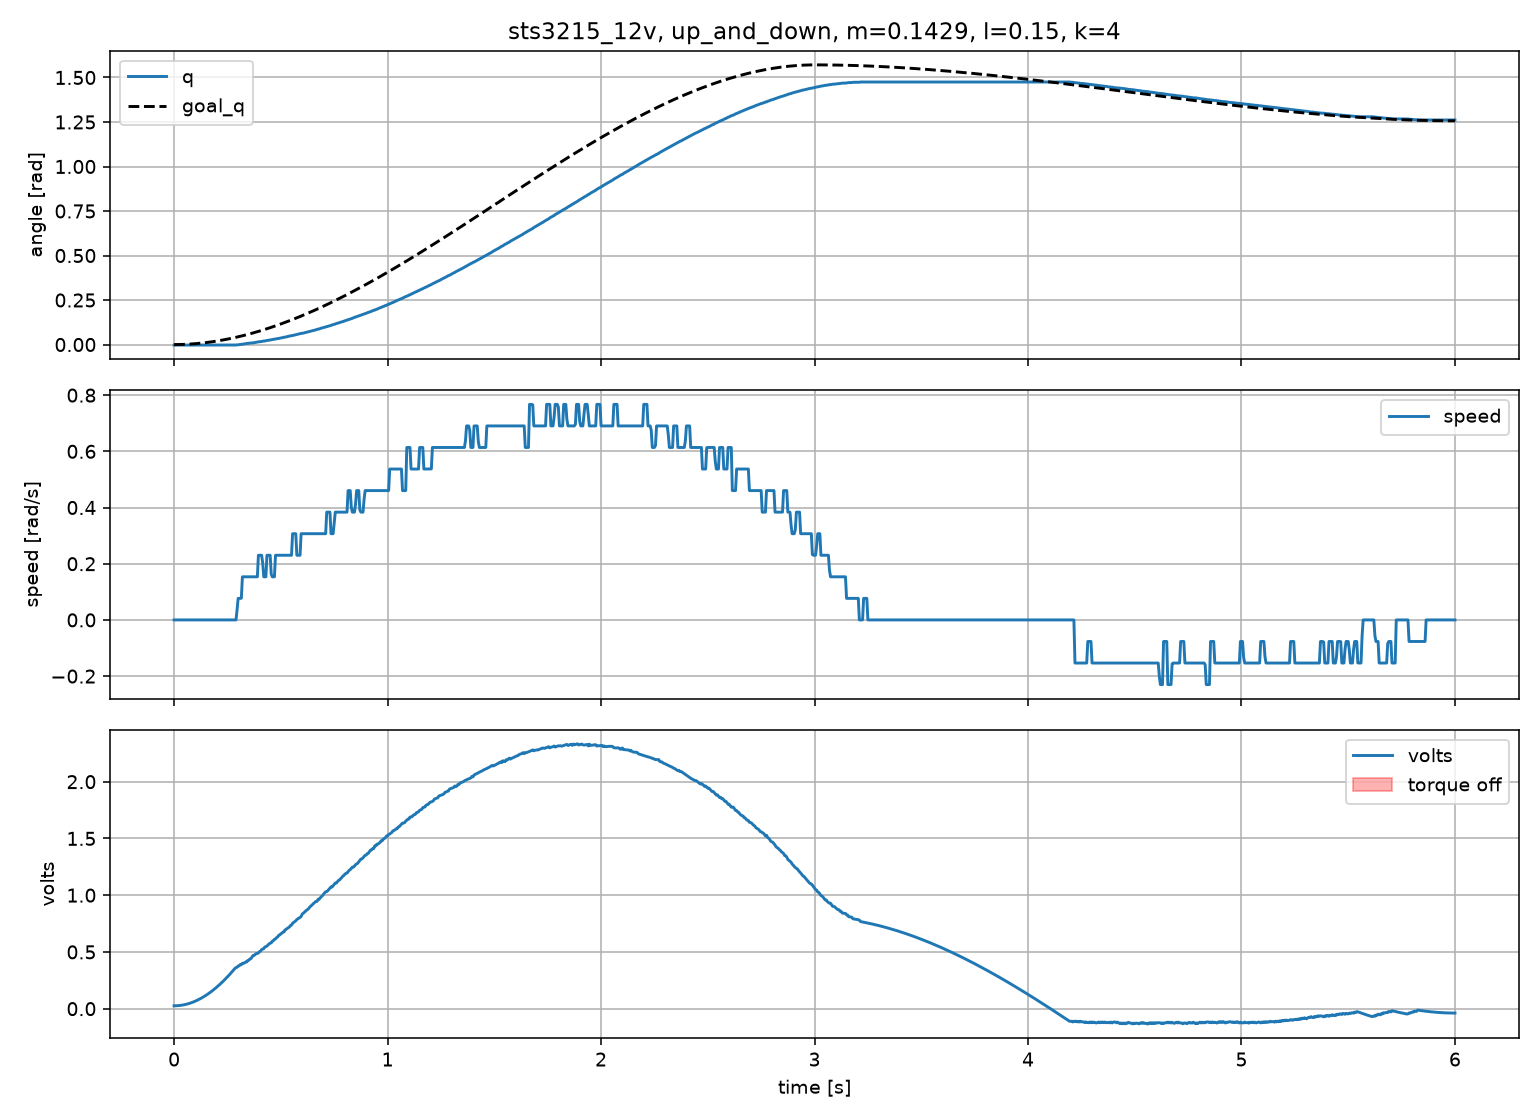 sts3215_12v, up_and_down, m=0.1429, l=0.15, k=4
q
goal_q
1.50
1.25
1.00
0.75
0.50
0.25
0.00
angle [rad]
speed
0.8
0.6
0.4
0.2
0.0
−0.2
speed [rad/s]
volts
torque off
2.0
1.5
1.0
0.5
0.0
volts
0 1 2 3 4 5 6
time [s]